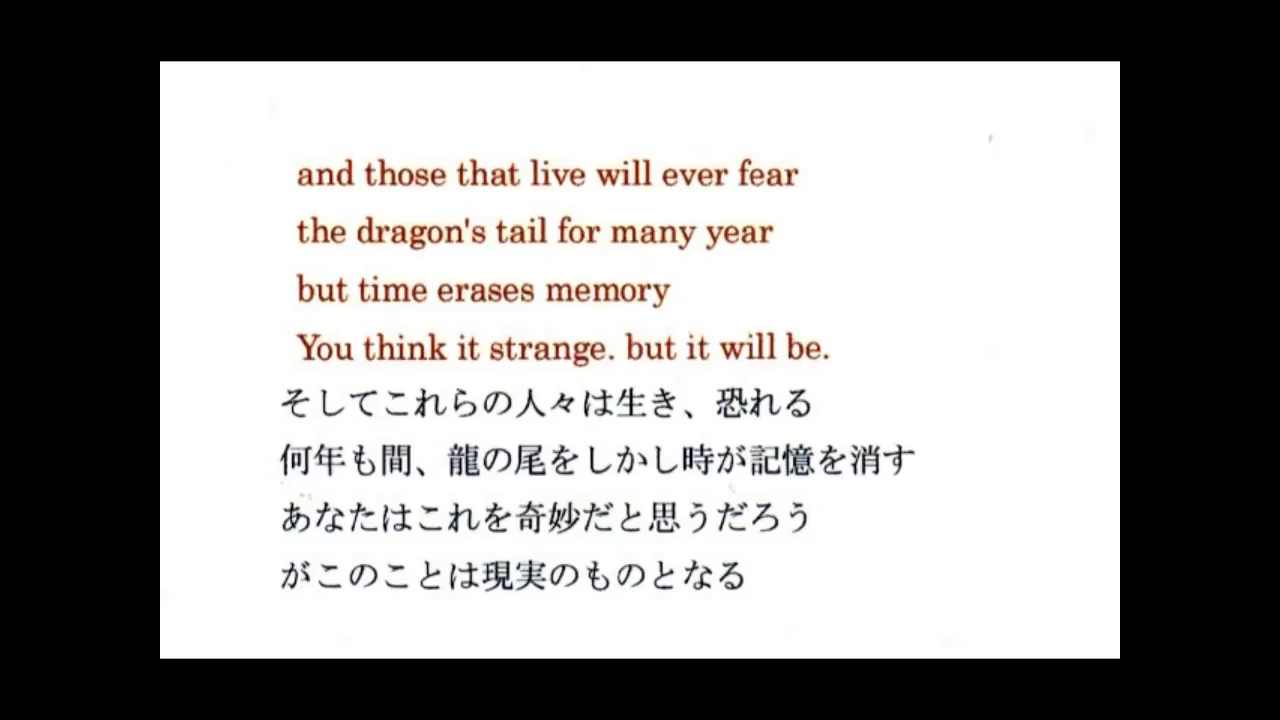 and those that live will ever fear
the dragon's tail for many year
but time erases memory
You think it strange. but it will be.
そしてこれらの人々は生き、恐れる
何年も間、龍の尾をしかし時が記憶を消す
あなたはこれを奇妙だと思うだろう
がこのことは現実のものとなる